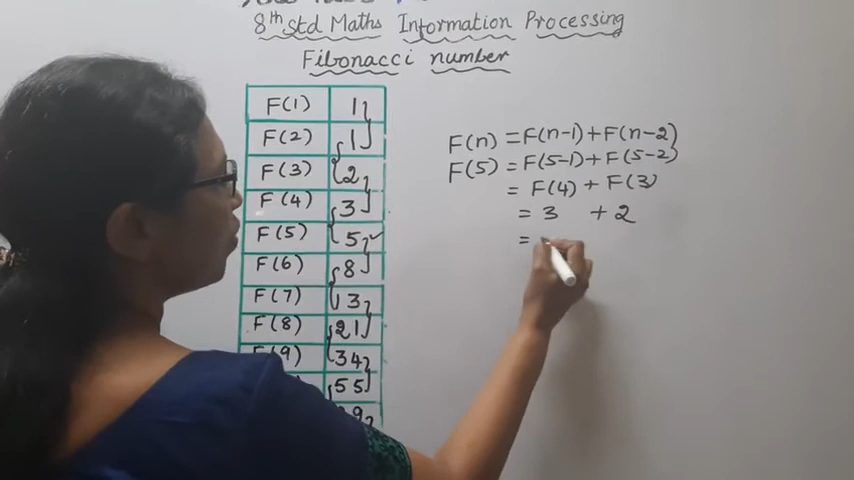 8th Std Maths Information Processing
Fibonacci number
F(1) 1
F(2) 1
F(3) 2
F(4) 3
F(5) 5 ✓
F(6) 8
F(7) 13
F(8) 21
F(9) 34
55
F(n) = F(n-1) + F(n-2)
F(5) = F(5-1) + F(5-2)
= F(4) + F(3)
= 3 + 2
=